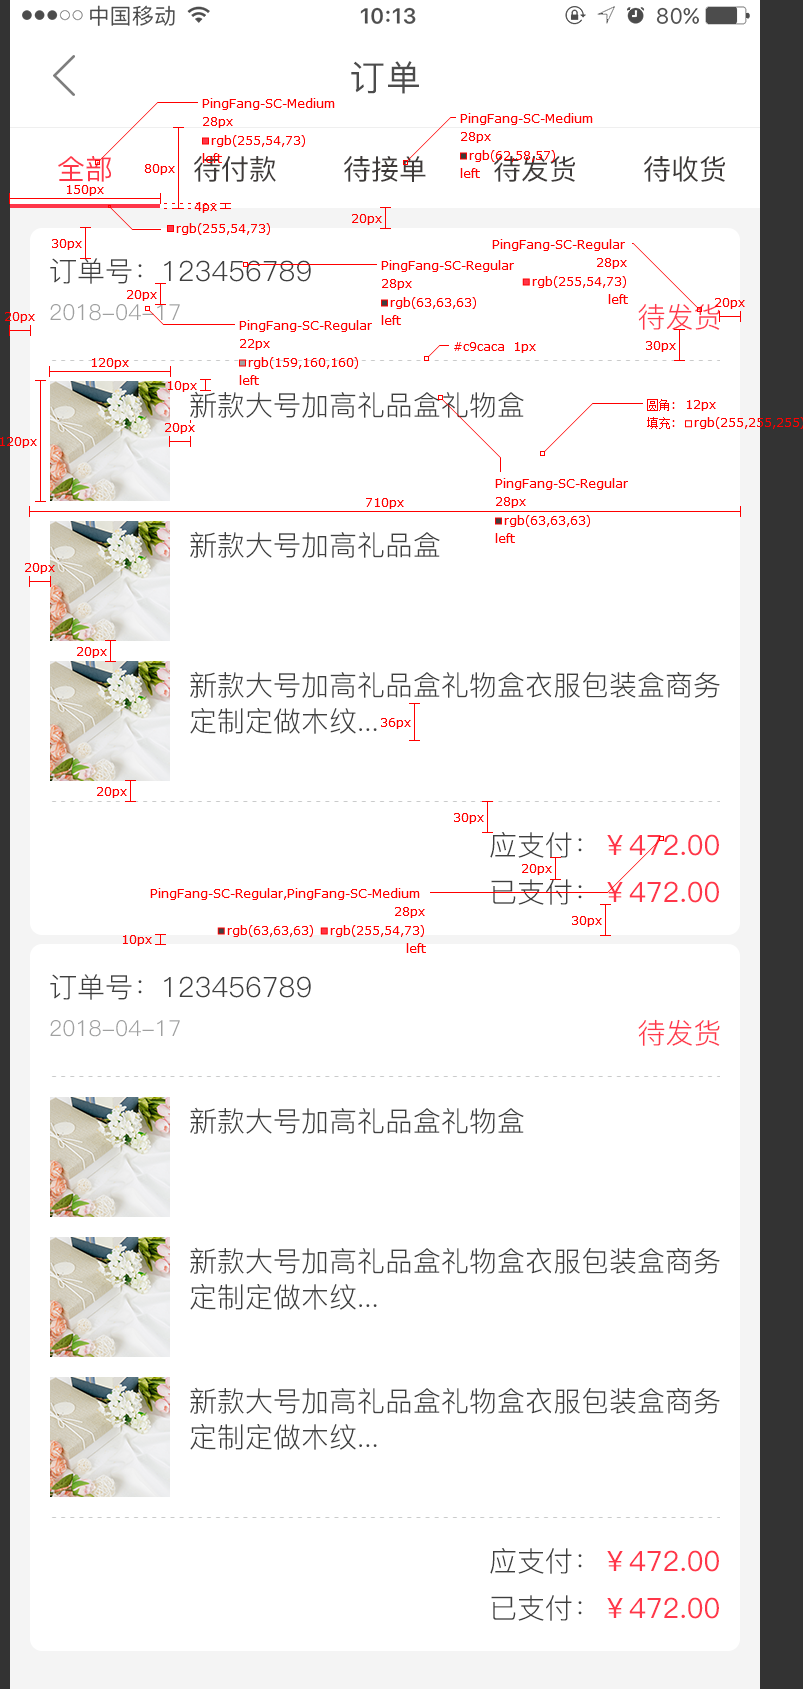 中国移动 10:13 80%
订单
PingFang-SC-Medium
28px
rgb(255,54,73)
left
PingFang-SC-Medium
28px
rgb(62,58,57)
left
80px
全部 待付款 待接单 待发货 待收货
150px
4px
rgb(255,54,73)
20px
30px
订单号：123456789
PingFang-SC-Regular
28px
rgb(63,63,63)
left
PingFang-SC-Regular
28px
rgb(255,54,73)
left
20px
2018-04-17
20px
20px
待发货
PingFang-SC-Regular
22px
rgb(159,160,160)
left
#c9caca 1px
30px
120px
10px
新款大号加高礼品盒礼物盒
圆角： 12px
填充： rgb(255,255,255)
20px
120px
PingFang-SC-Regular
28px
rgb(63,63,63)
left
710px
新款大号加高礼品盒
20px
20px
新款大号加高礼品盒礼物盒衣服包装盒商务
定制定做木纹...
36px
20px
30px
应支付：￥472.00
20px
已支付：￥472.00
PingFang-SC-Regular,PingFang-SC-Medium
28px
rgb(63,63,63) rgb(255,54,73)
left
30px
10px
订单号：123456789
2018-04-17
待发货
新款大号加高礼品盒礼物盒
新款大号加高礼品盒礼物盒衣服包装盒商务
定制定做木纹...
新款大号加高礼品盒礼物盒衣服包装盒商务
定制定做木纹...
应支付：￥472.00
已支付：￥472.00